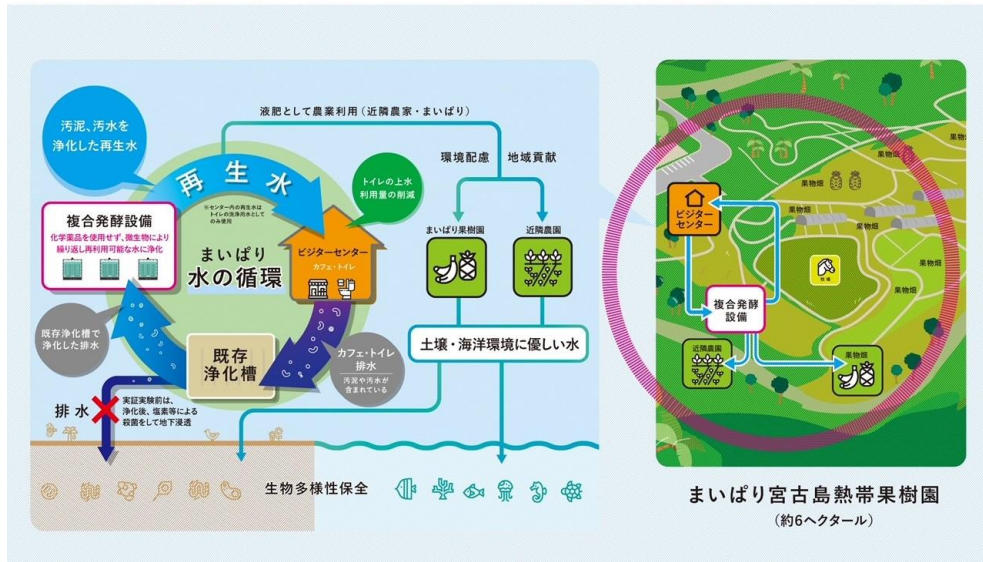 液肥として農業利用（近隣農家・まいぱり）
汚泥、汚水を
浄化した再生水
再生水
※センター内の再生水は
トイレの洗浄用水として
のみ使用
トイレの上水
利用量の削減
環境配慮
地域貢献
複合発酵設備
化学薬品を使用せず、微生物により
繰り返し再利用可能な水に浄化
まいぱり
水の循環
ビジターセンター
カフェ・トイレ
まいぱり果樹園
近隣農園
既存浄化槽で
浄化した排水
既存
浄化槽
カフェ・トイレ
排水
汚泥や汚水が
含まれている
土壌・海洋環境に優しい水
排水
実証実験前は、
浄化後、塩素等による
殺菌をして地下浸透
生物多様性保全
果物畑
果物畑
果物畑
果物畑
果物畑
果物畑
ビジター
センター
牧場
複合発酵
設備
近隣農園
果物畑
まいぱり宮古島熱帯果樹園
（約6ヘクタール）